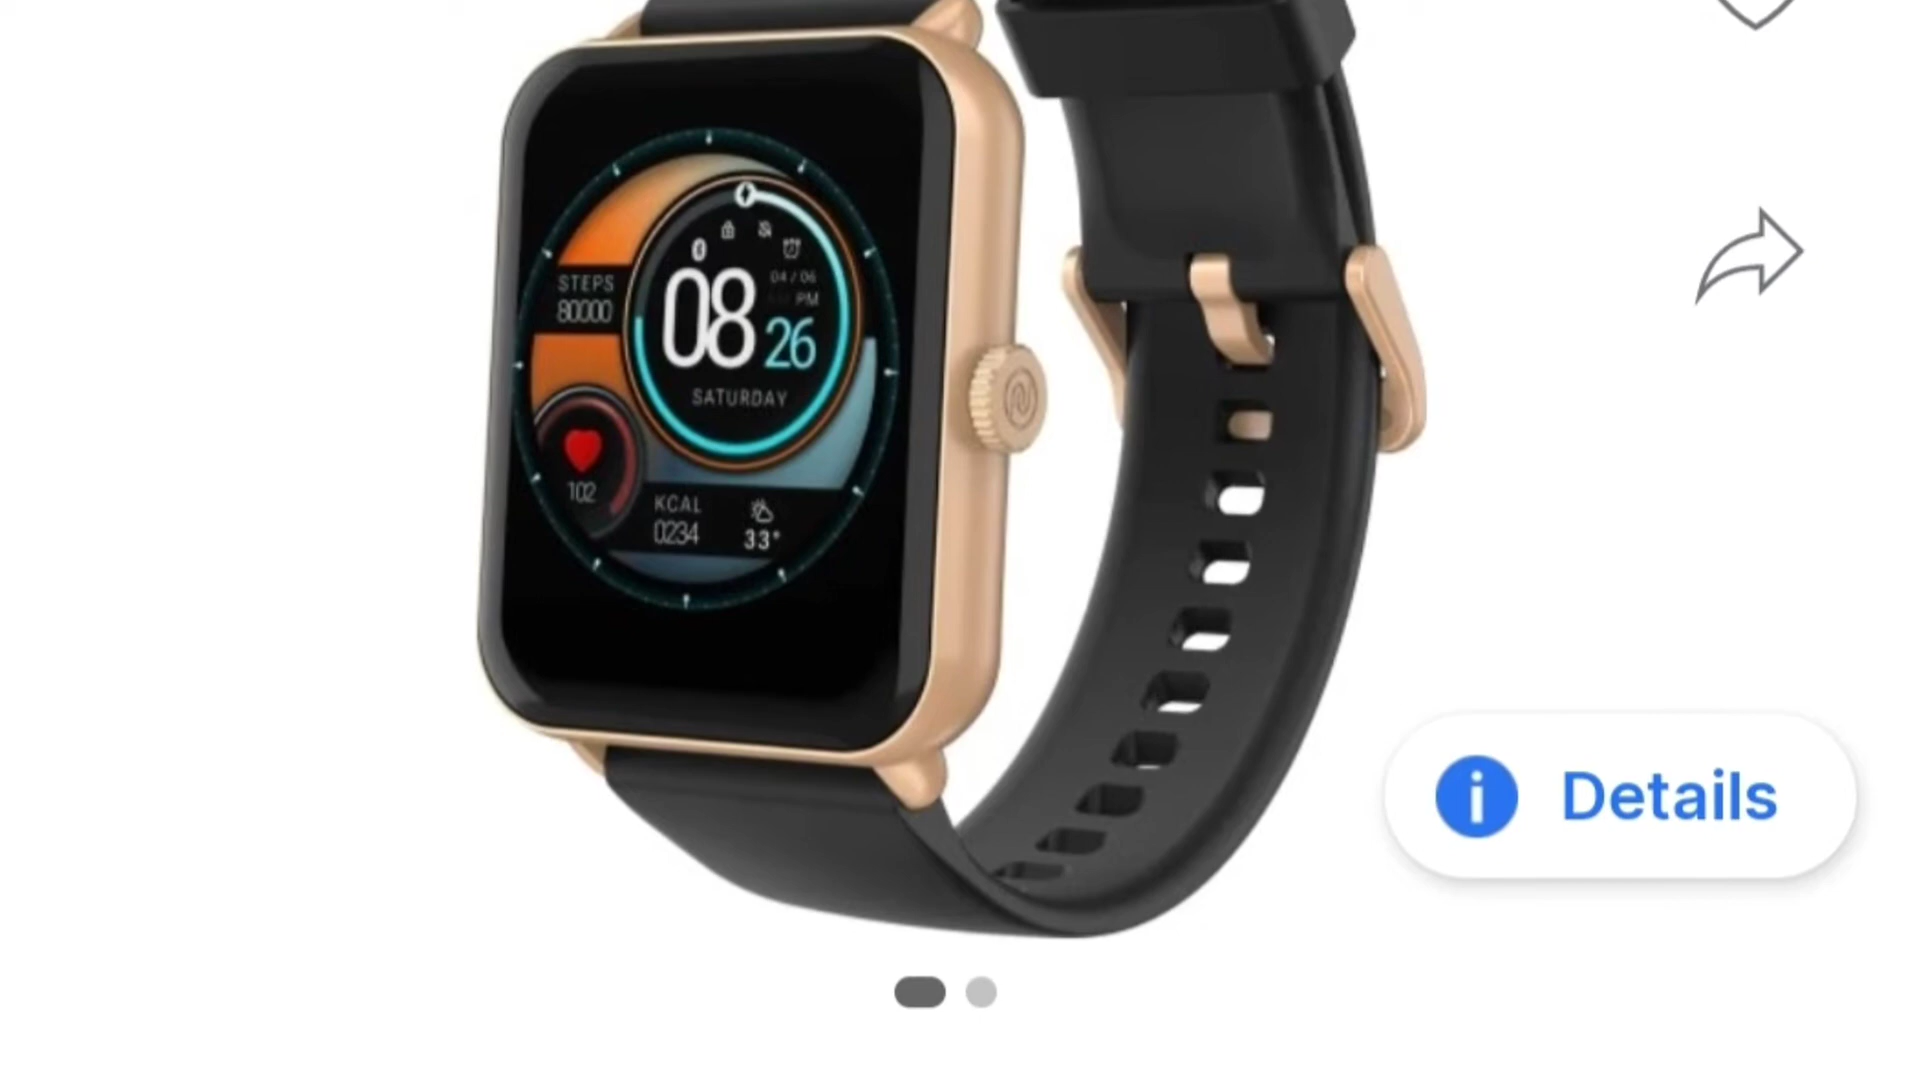 04/06
PM
08
26
SATURDAY
STEPS
80000
102
KCAL
0234
33°
Details